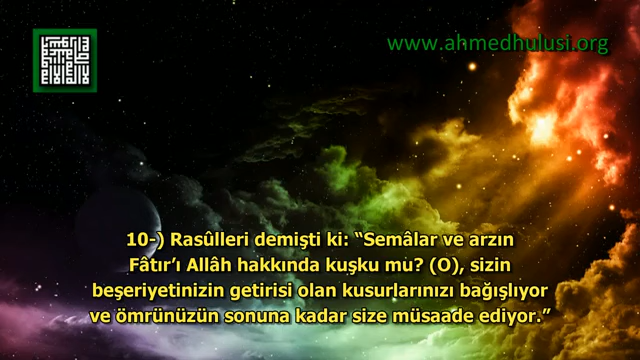 www.ahmedhulusi.org
10-) Rasûlleri demişti ki: “Semâlar ve arzın
Fâtır’ı Allâh hakkında kuşku mu? (O), sizin
beşeriyetinizin getirisi olan kusurlarınızı bağışlıyor
ve ömrünüzün sonuna kadar size müsaade ediyor.”